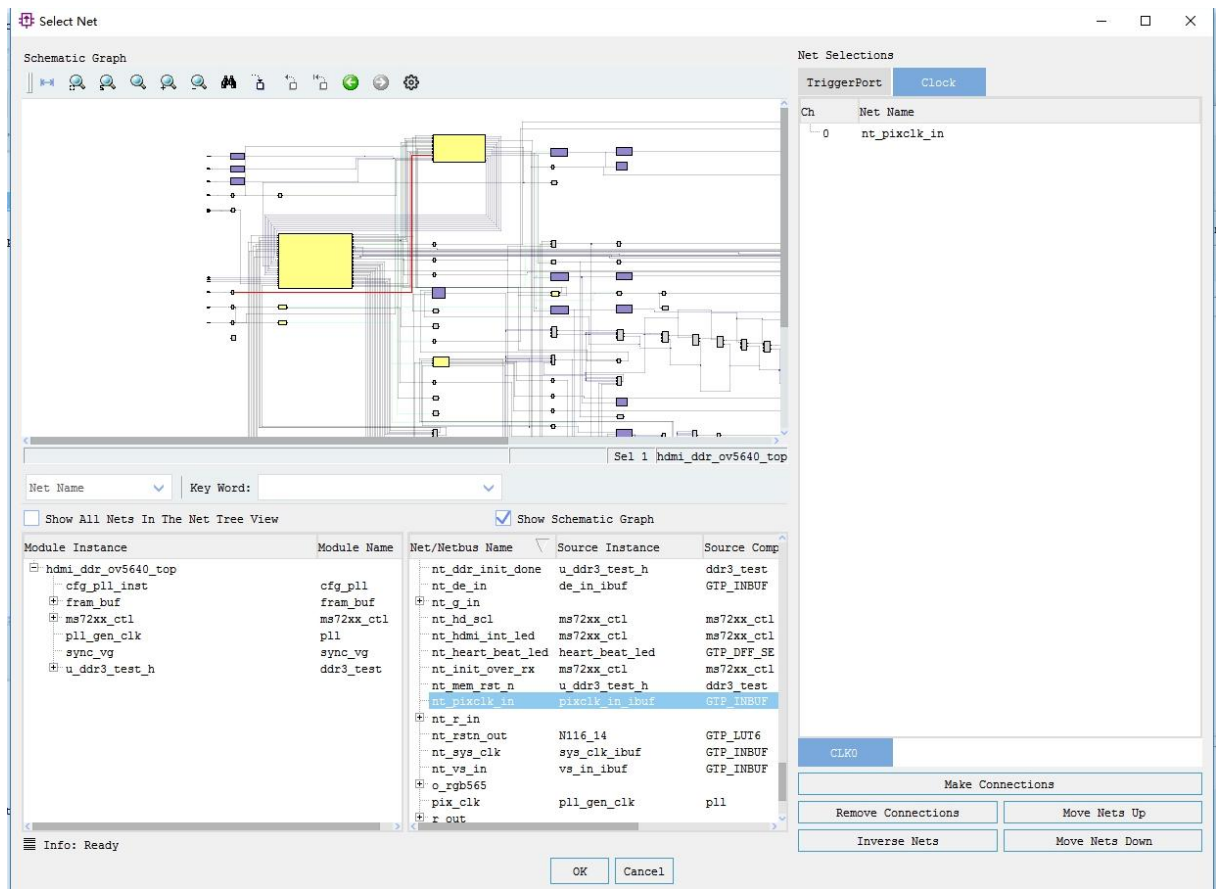 Select Net
Schematic Graph
Net Selections
TriggerPort Clock
Ch Net Name
0 nt_pixclk_in
Sel 1 hdmi_ddr_ov5640_top
Net Name Key Word:
Show All Nets In The Net Tree View Show Schematic Graph
Module Instance Module Name
hdmi_ddr_ov5640_top
cfg_pll_inst cfg_pll
fram_buf fram_buf
ms72xx_ctl ms72xx_ctl
pll_gen_clk pll
sync_vg sync_vg
u_ddr3_test_h ddr3_test
Net/Netbus Name Source Instance Source Comp
nt_ddr_init_done u_ddr3_test_h ddr3_test
nt_de_in de_in_ibuf GTP_INBUF
nt_g_in
nt_hd_scl ms72xx_ctl ms72xx_ctl
nt_hdmi_int_led ms72xx_ctl ms72xx_ctl
nt_heart_beat_led heart_beat_led GTP_DFF_SE
nt_init_over_rx ms72xx_ctl ms72xx_ctl
nt_mem_rst_n u_ddr3_test_h ddr3_test
nt_pixclk_in pixclk_in_ibuf GTP_INBUF
nt_r_in
nt_rstn_out N116_14 GTP_LUT6
nt_sys_clk sys_clk_ibuf GTP_INBUF
nt_vs_in vs_in_ibuf GTP_INBUF
o_rgb565
pix_clk pll_gen_clk pll
r_out
CLK0
Make Connections
Remove Connections Move Nets Up
Inverse Nets Move Nets Down
Info: Ready
OK Cancel